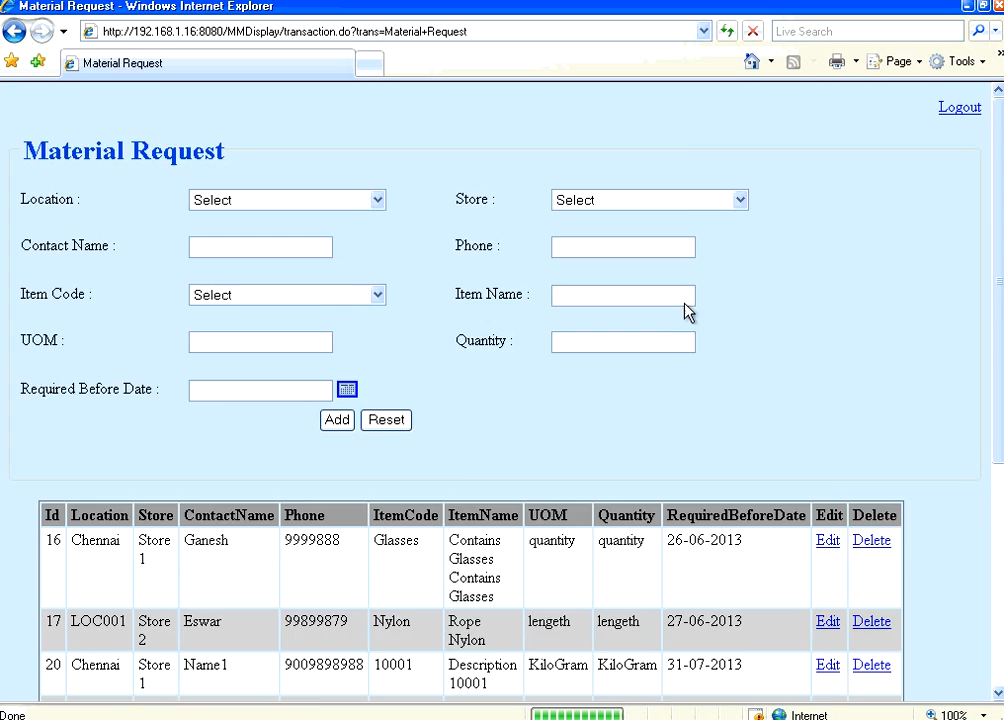 Material Request - Windows Internet Explorer
http://192.168.1.16:8080/MMDisplay/transaction.do?trans=Material+Request
Live Search
Material Request
Page
Tools
Logout
Material Request
Location : Select Store : Select
Contact Name : Phone :
Item Code : Select Item Name :
UOM : Quantity :
Required Before Date :
Add Reset
Id Location Store ContactName Phone ItemCode ItemName UOM Quantity RequiredBeforeDate Edit Delete
16 Chennai Store Ganesh 9999888 Glasses Contains quantity quantity 26-06-2013 Edit Delete
1 Glasses
Contains
Glasses
17 LOC001 Store Eswar 99899879 Nylon Rope lengeth lengeth 27-06-2013 Edit Delete
2 Nylon
20 Chennai Store Name1 9009898988 10001 Description KiloGram KiloGram 31-07-2013 Edit Delete
1 10001
Done Internet 100%